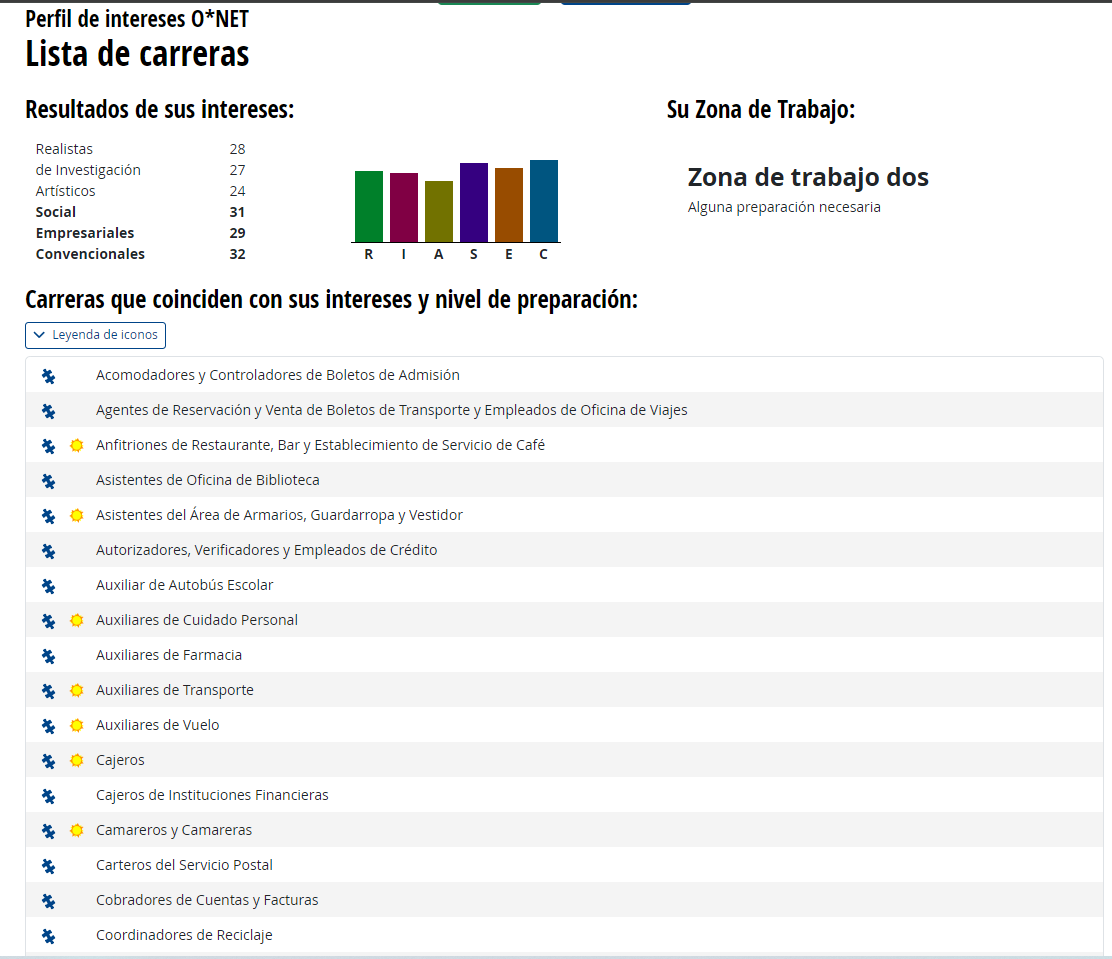 Perfil de intereses O*NET
Lista de carreras
Resultados de sus intereses:
Su Zona de Trabajo:
Realistas 28
de Investigación 27
Artísticos 24
Social 31
Empresariales 29
Convencionales 32
R I A S E C
Zona de trabajo dos
Alguna preparación necesaria
Carreras que coinciden con sus intereses y nivel de preparación:
Leyenda de iconos
Acomodadores y Controladores de Boletos de Admisión
Agentes de Reservación y Venta de Boletos de Transporte y Empleados de Oficina de Viajes
Anfitriones de Restaurante, Bar y Establecimiento de Servicio de Café
Asistentes de Oficina de Biblioteca
Asistentes del Área de Armarios, Guardarropa y Vestidor
Autorizadores, Verificadores y Empleados de Crédito
Auxiliar de Autobús Escolar
Auxiliares de Cuidado Personal
Auxiliares de Farmacia
Auxiliares de Transporte
Auxiliares de Vuelo
Cajeros
Cajeros de Instituciones Financieras
Camareros y Camareras
Carteros del Servicio Postal
Cobradores de Cuentas y Facturas
Coordinadores de Reciclaje